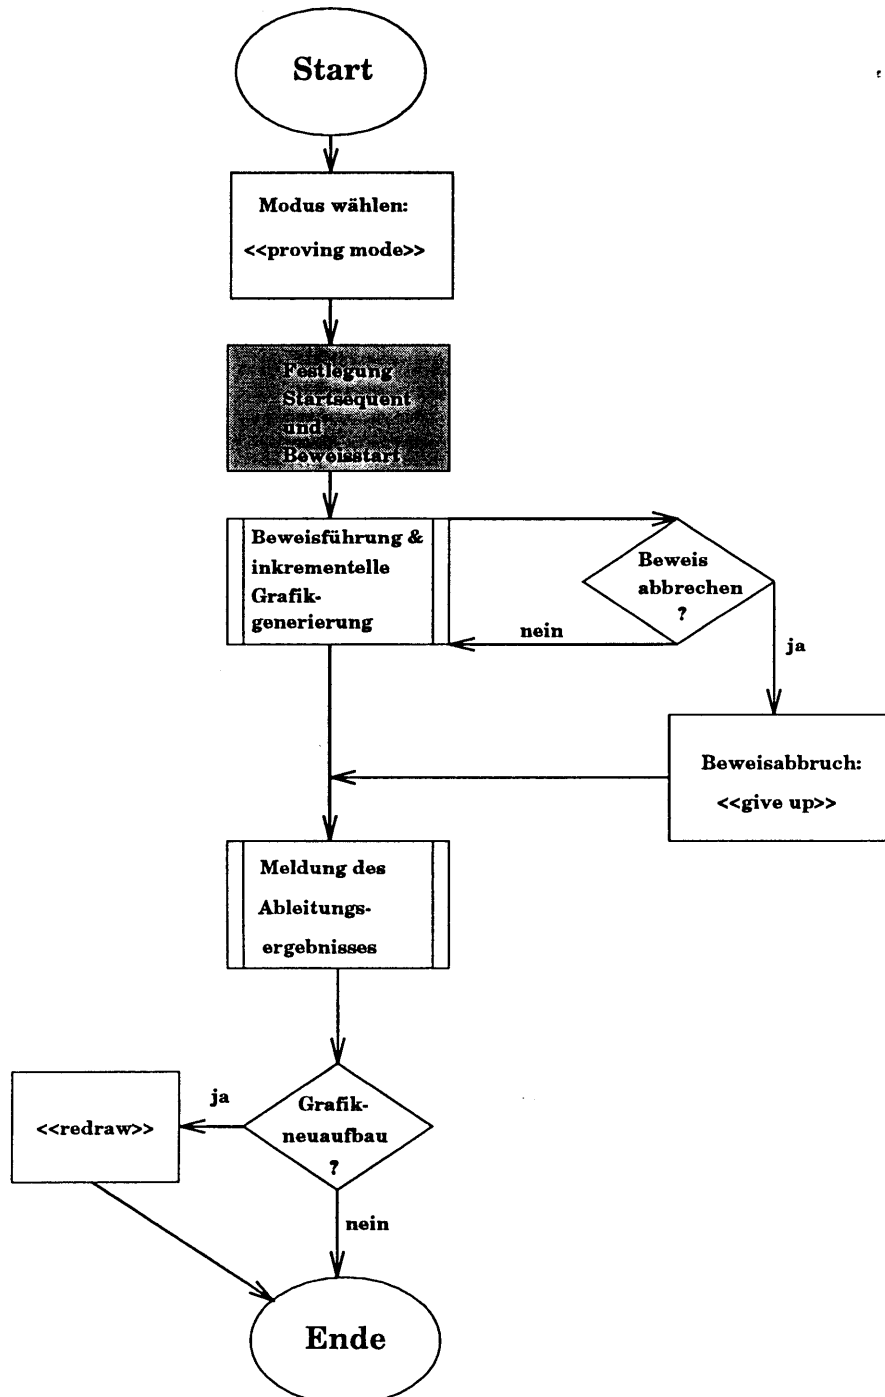 Start
Modus wählen:
<<proving mode>>
Festlegung
Startsequent
und
Beweisstart
Beweisführung &
inkrementelle
Grafik-
generierung
Beweis
abbrechen
?
nein
ja
Beweisabbruch:
<<give up>>
Meldung des
Ableitungs-
ergebnisses
Grafik-
neuaufbau
?
ja
<<redraw>>
nein
Ende